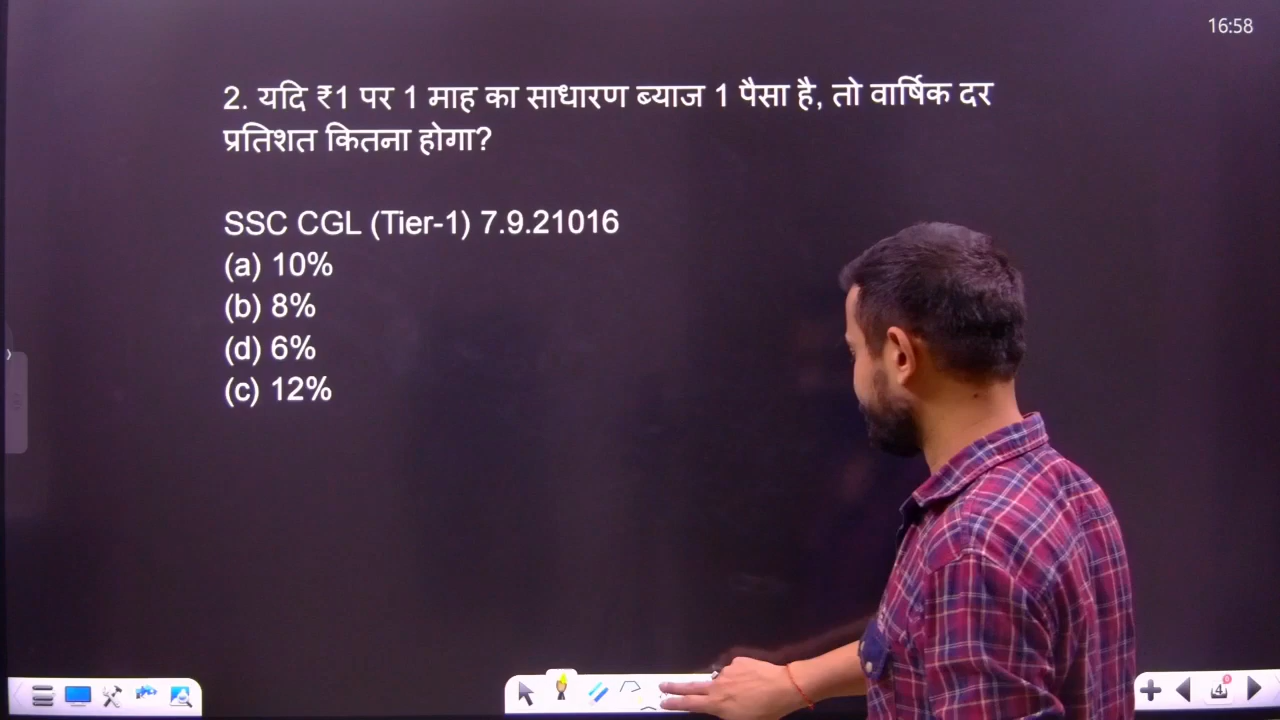 16:58
2. यदि ₹1 पर 1 माह का साधारण ब्याज 1 पैसा है, तो वार्षिक दर
प्रतिशत कितना होगा?
SSC CGL (Tier-1) 7.9.21016
(a) 10%
(b) 8%
(d) 6%
(c) 12%
4